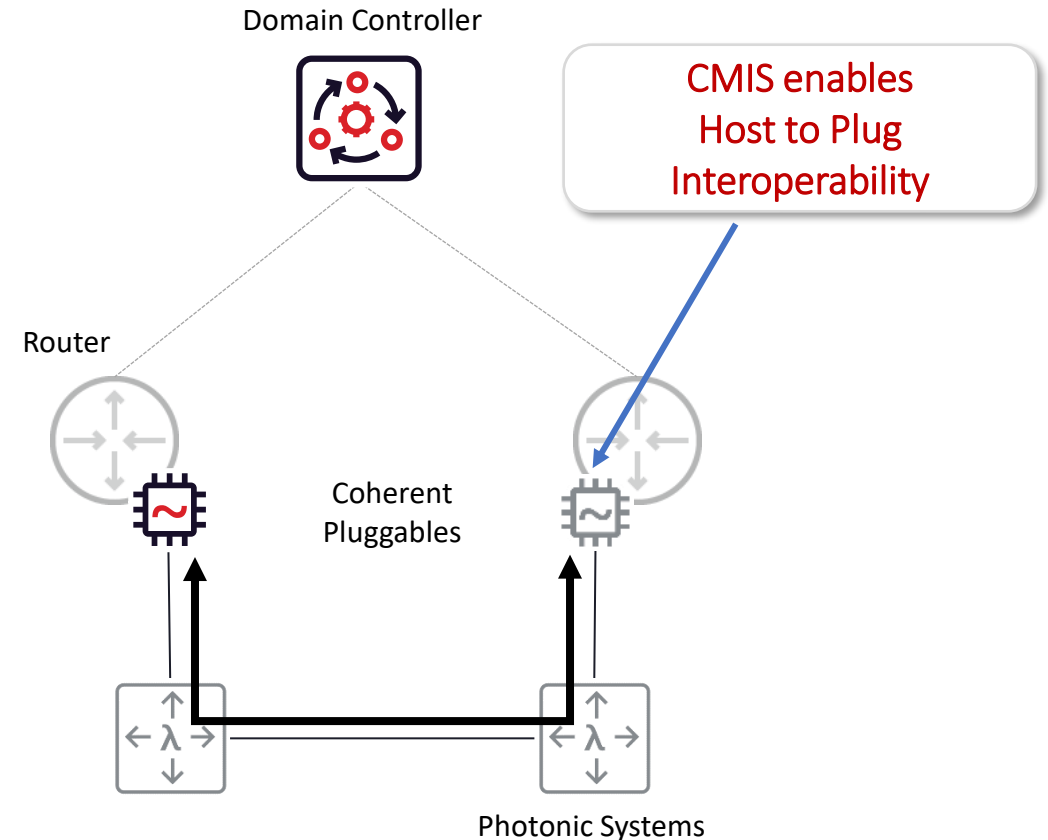 Domain Controller
CMIS enables
Host to Plug
Interoperability
Router
Coherent
Pluggables
λ
λ
Photonic Systems